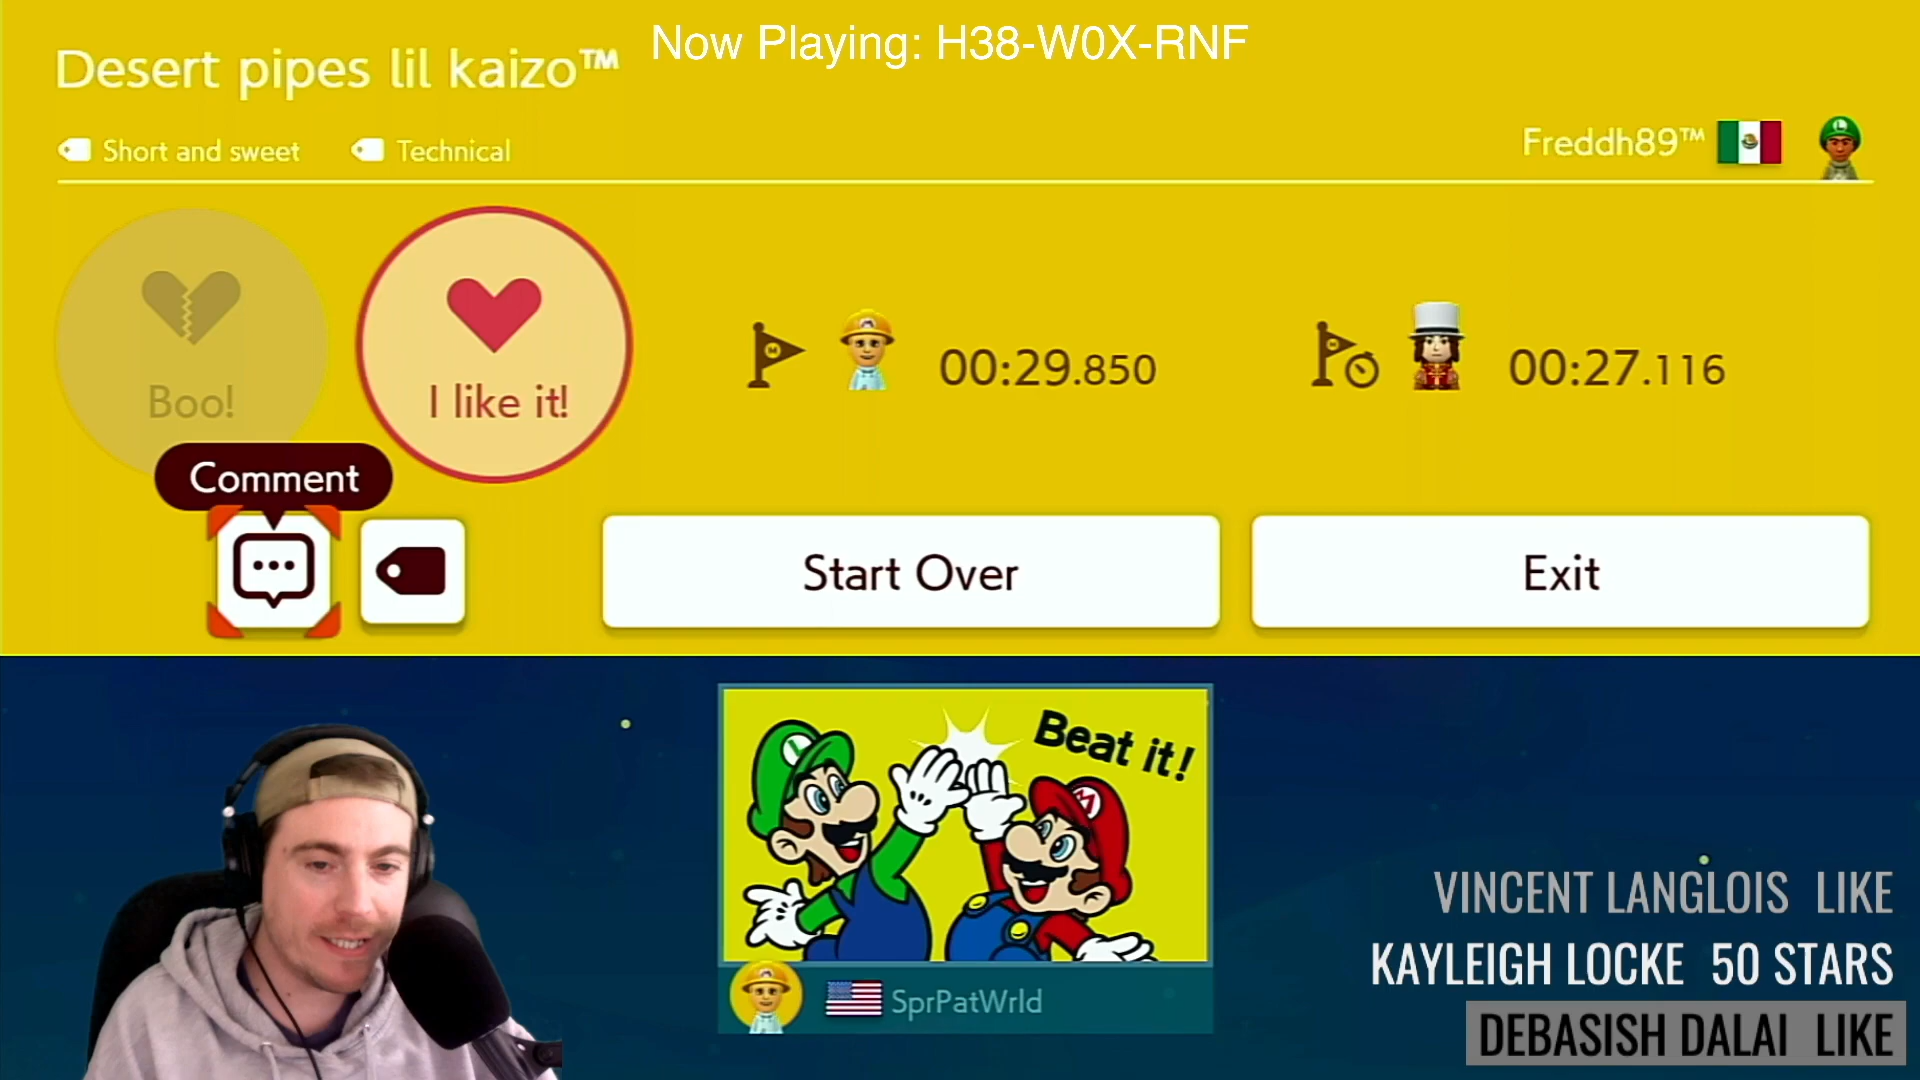 Now Playing: H38-W0X-RNF
Desert pipes lil kaizo™
Short and sweet
Technical
Freddh89™
Boo!
I like it!
00:29.850
00:27.116
Comment
Start Over
Exit
Beat it!
SprPatWrld
VINCENT LANGLOIS LIKE
KAYLEIGH LOCKE 50 STARS
DEBASISH DALAI LIKE